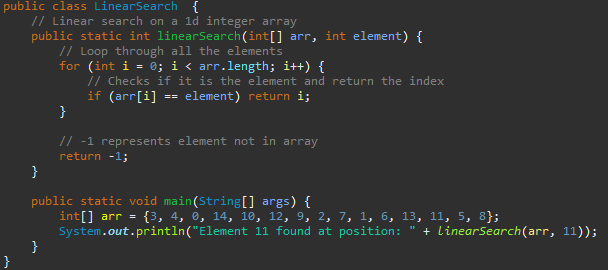 public class LinearSearch  {
    // Linear search on a 1d integer array
    public static int linearSearch(int[] arr, int element) {
        // Loop through all the elements
        for (int i = 0; i < arr.length; i++) {
            // Checks if it is the element and return the index
            if (arr[i] == element) return i;
        }

        // -1 represents element not in array
        return -1;
    }

    public static void main(String[] args) {
        int[] arr = {3, 4, 0, 14, 10, 12, 9, 2, 7, 1, 6, 13, 11, 5, 8};
        System.out.println("Element 11 found at position: " + linearSearch(arr, 11));
    }
}